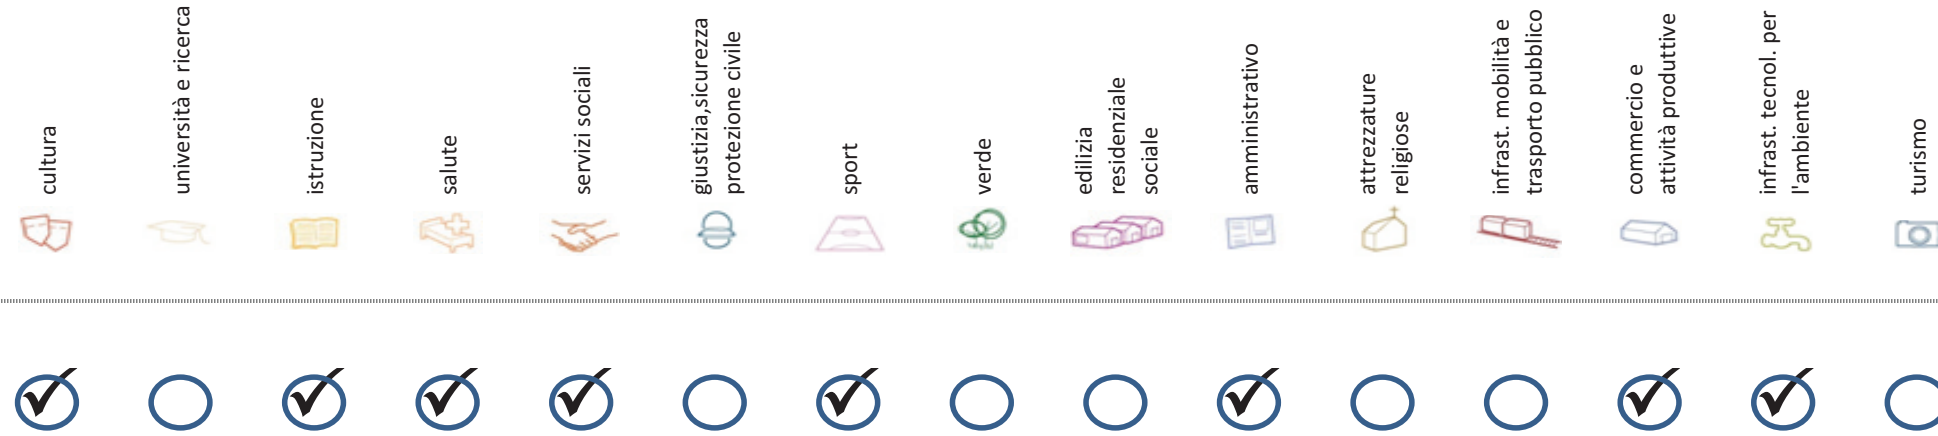 cultura
università e ricerca
istruzione
salute
servizi sociali
giustizia,sicurezza
protezione civile
sport
verde
edilizia
residenziale
sociale
amministrativo
attrezzature
religiose
infrast. mobilità e
trasporto pubblico
commercio e
attività produttive
infrast. tecnol. per
l'ambiente
turismo